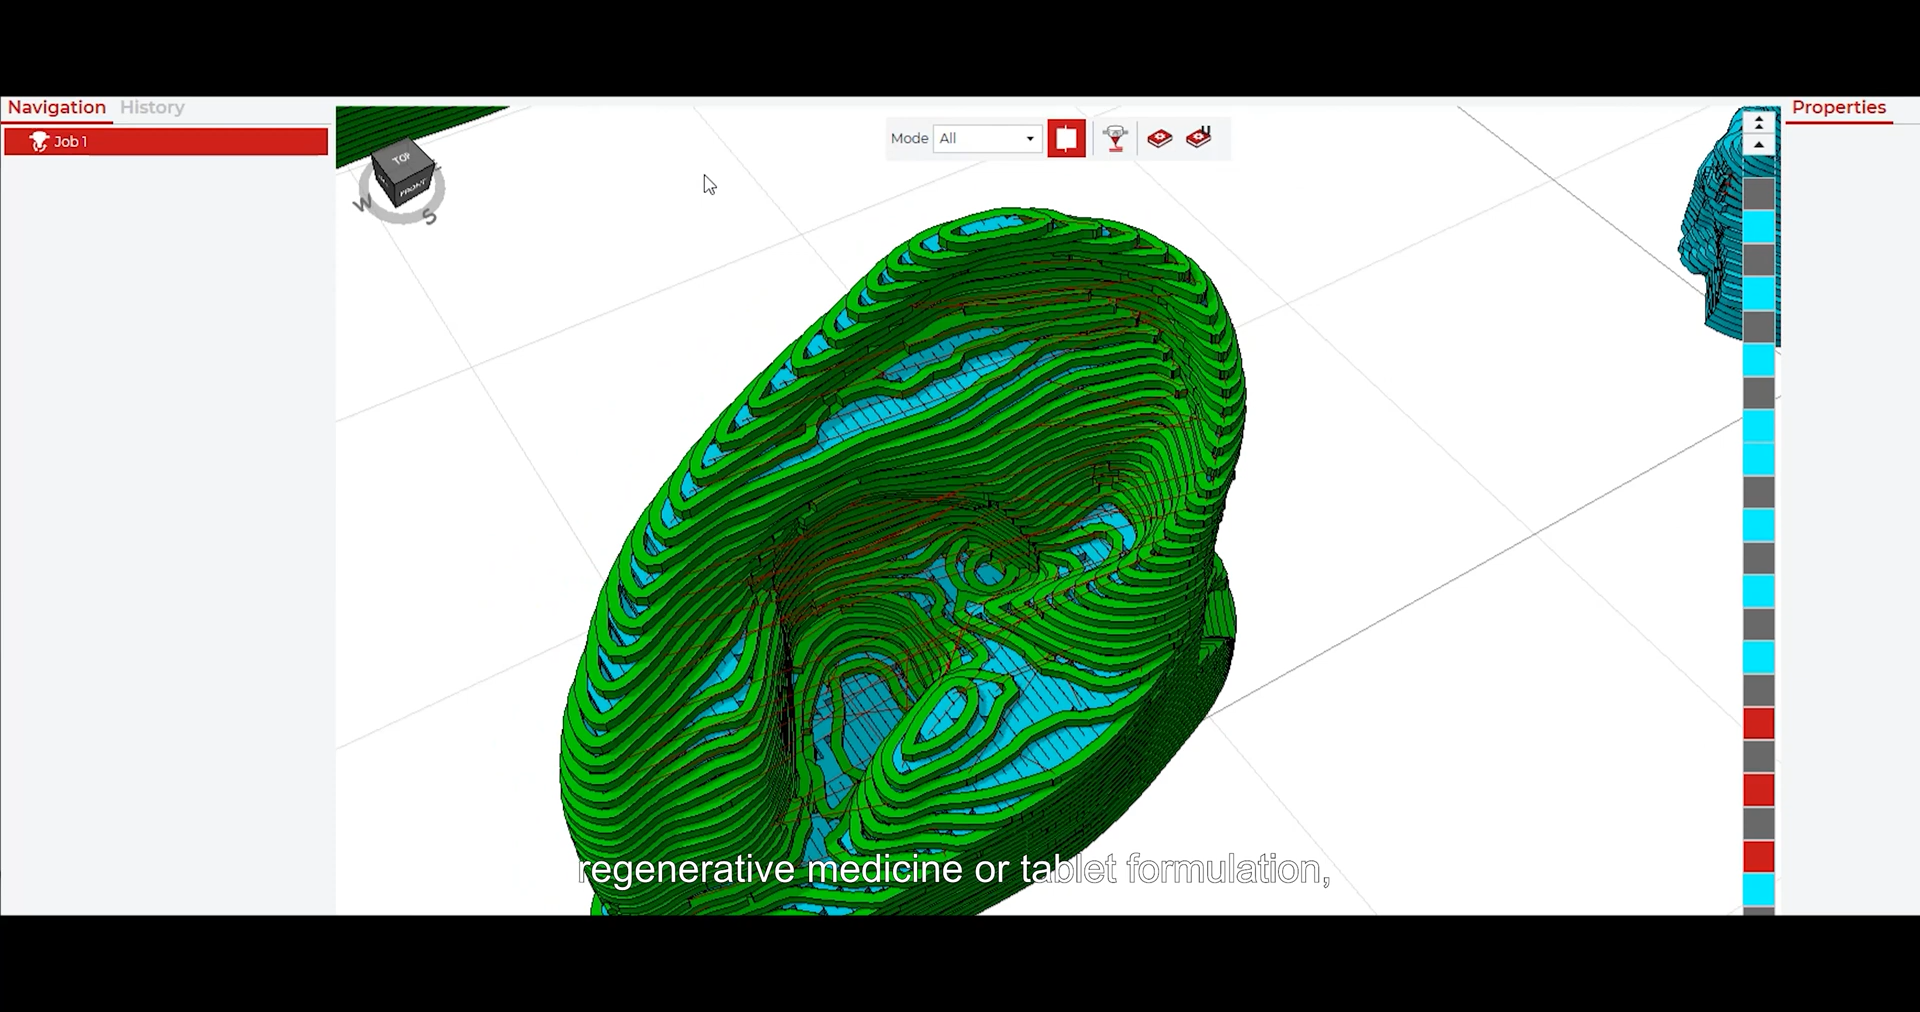 Navigation History
Properties
Job 1
Mode All
TOP
FRONT
W
S
regenerative medicine or tablet formulation,